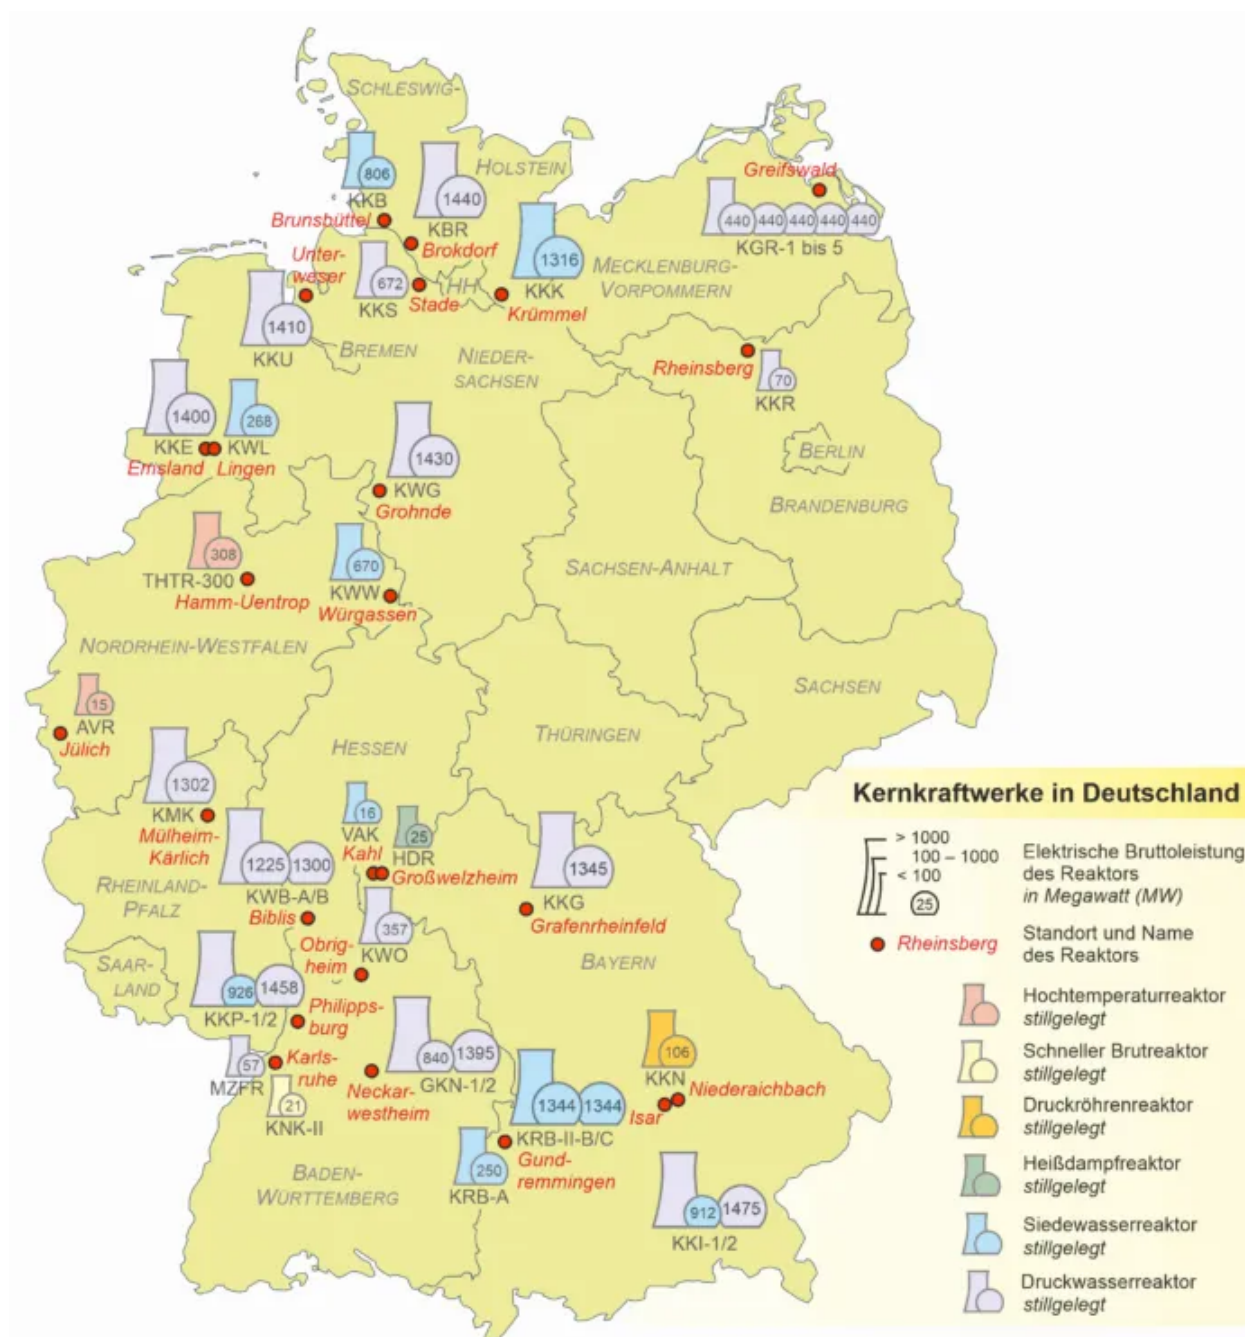 SCHLESWIG-
HOLSTEIN
806
KKB
Brunsbüttel
1440
KBR
Brokdorf
Greifswald
440 440 440 440 440
KGR-1 bis 5
Unter-
weser
1410
KKU
672
KKS
Stade
HH
1316
KKK
Krümmel
MECKLENBURG-
VORPOMMERN
BREMEN
NIEDER-
SACHSEN
Rheinsberg
70
KKR
1400
KKE
Emsland
268
KWL
Lingen
1430
KWG
Grohnde
BERLIN
BRANDENBURG
308
THTR-300
Hamm-Uentrop
670
KWW
Würgassen
SACHSEN-ANHALT
NORDRHEIN-WESTFALEN
SACHSEN
15
AVR
Jülich
HESSEN
THÜRINGEN
1302
KMK
Mülheim-
Kärlich
16
VAK
Kahl
25
HDR
Großwelzheim
1225 1300
KWB-A/B
Biblis
1345
KKG
Grafenrheinfeld
RHEINLAND-
PFALZ
357
KWO
Obrig-
heim
BAYERN
SAAR-
LAND
926 1458
KKP-1/2
Philipps-
burg
57
MZFR
Karls-
ruhe
21
KNK-II
840 1395
GKN-1/2
Neckar-
westheim
106
KKN
Niederaichbach
Isar
1344 1344
KRB-II-B/C
Gund-
remmingen
250
KRB-A
BADEN-
WÜRTTEMBERG
912 1475
KKI-1/2
Kernkraftwerke in Deutschland
> 1000
100 – 1000
< 100
25
Elektrische Bruttoleistung
des Reaktors
in Megawatt (MW)
Rheinsberg
Standort und Name
des Reaktors
Hochtemperaturreaktor
stillgelegt
Schneller Brutreaktor
stillgelegt
Druckröhrenreaktor
stillgelegt
Heißdampfreaktor
stillgelegt
Siedewasserreaktor
stillgelegt
Druckwasserreaktor
stillgelegt